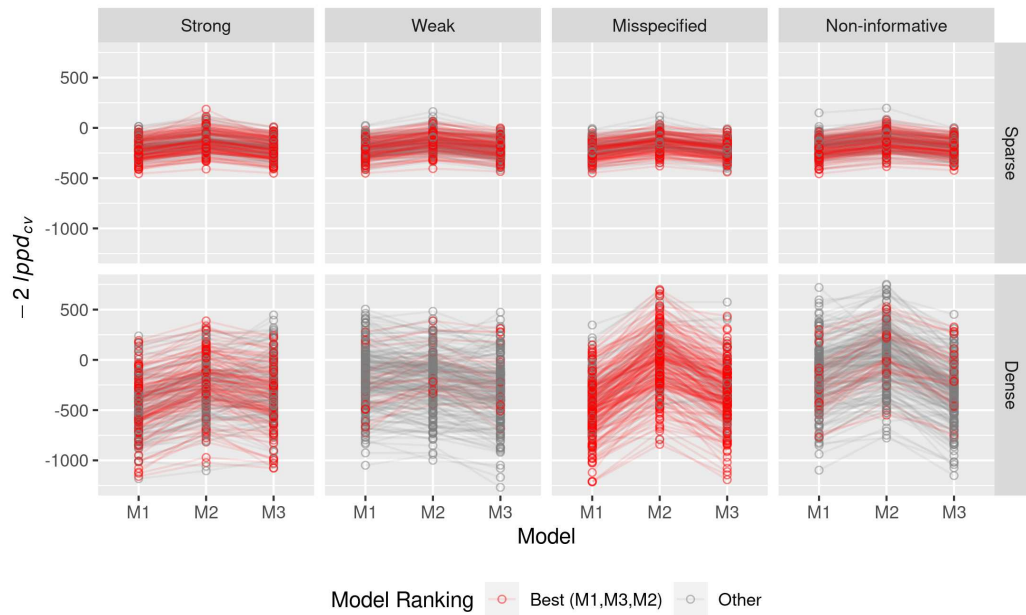 Strong Weak Misspecified Non-informative
500
0
-500
-1000
Sparse
500
0
-500
-1000
Dense
− 2 lppd_cv
M1 M2 M3 M1 M2 M3 M1 M2 M3 M1 M2 M3
Model
Model Ranking Best (M1,M3,M2) Other